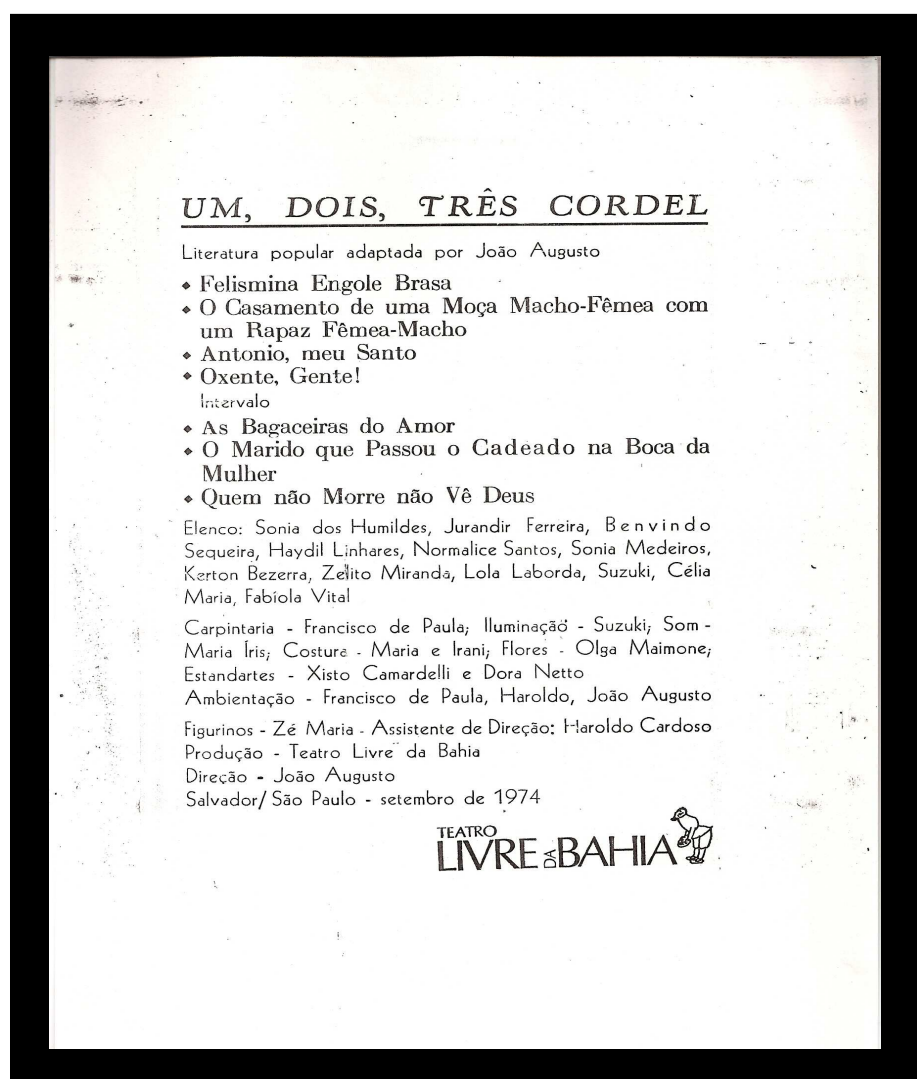 UM, DOIS, TRÊS CORDEL
Literatura popular adaptada por João Augusto
◆ Felismina Engole Brasa
◆ O Casamento de uma Moça Macho-Fêmea com
um Rapaz Fêmea-Macho
◆ Antonio, meu Santo
◆ Oxente, Gente!
Intervalo
◆ As Bagaceiras do Amor
◆ O Marido que Passou o Cadeado na Boca da
Mulher
◆ Quem não Morre não Vê Deus
Elenco: Sonia dos Humildes, Jurandir Ferreira, Benvindo
Sequeira, Haydil Linhares, Normalice Santos, Sonia Medeiros,
Kerton Bezerra, Zelito Miranda, Lola Laborda, Suzuki, Célia
Maria, Fabíola Vital
Carpintaria - Francisco de Paula; Iluminação - Suzuki; Som -
Maria Íris; Costura - Maria e Irani; Flores - Olga Maimone;
Estandartes - Xisto Camardelli e Dora Netto
Ambientação - Francisco de Paula, Haroldo, João Augusto
Figurinos - Zé Maria - Assistente de Direção: Haroldo Cardoso
Produção - Teatro Livre da Bahia
Direção - João Augusto
Salvador/ São Paulo - setembro de 1974
TEATRO
LIVRE DA BAHIA